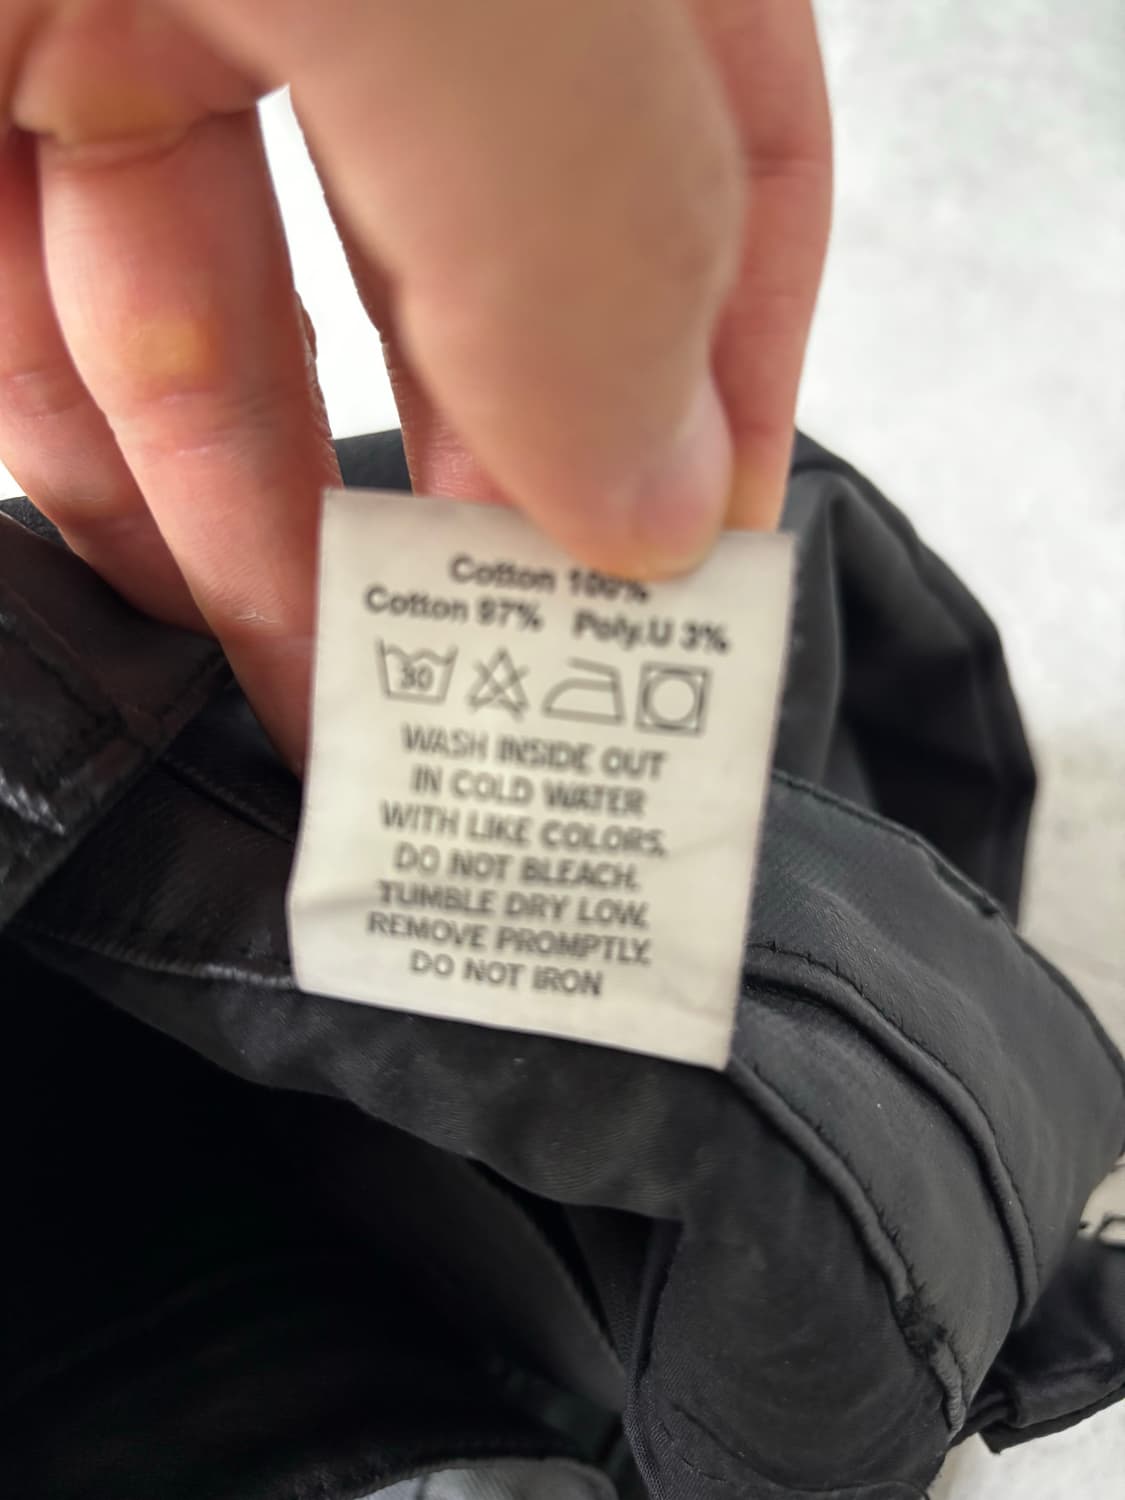 Cotton 100%
Cotton 97% Poly.U 3%
30
WASH INSIDE OUT
IN COLD WATER
WITH LIKE COLORS.
DO NOT BLEACH.
TUMBLE DRY LOW.
REMOVE PROMPTLY.
DO NOT IRON